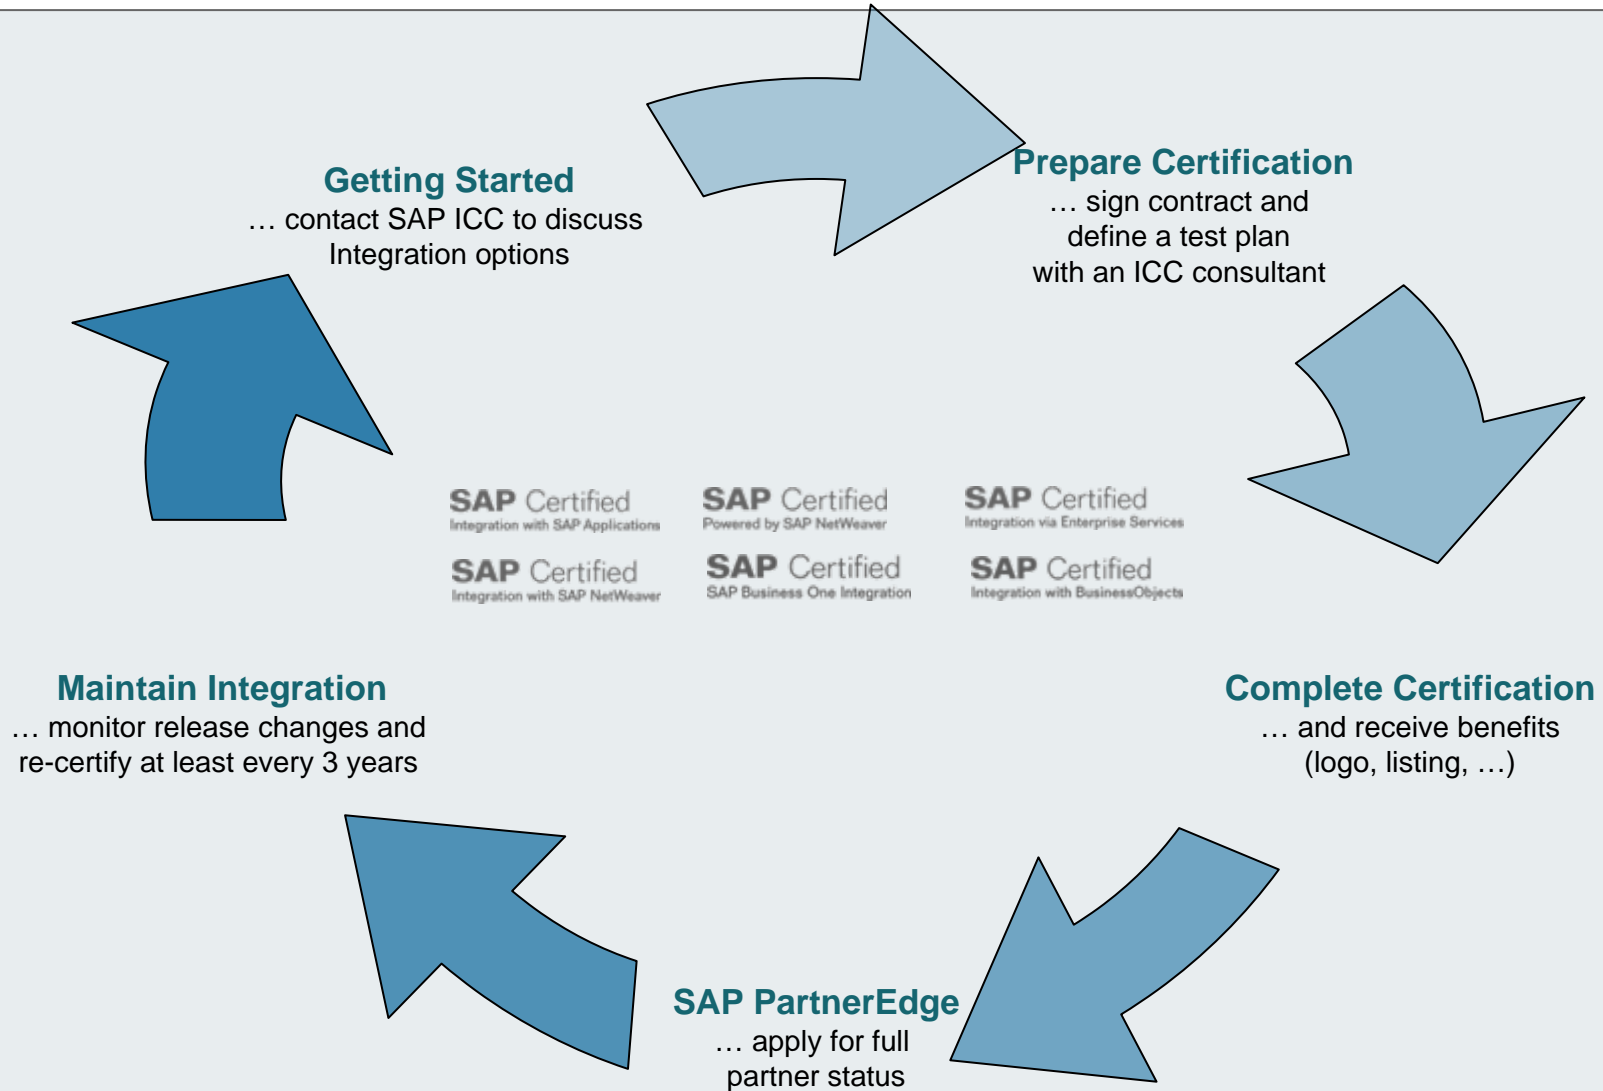 Getting Started
… contact SAP ICC to discuss
Integration options
Prepare Certification
… sign contract and
define a test plan
with an ICC consultant
SAP Certified
Integration with SAP Applications
SAP Certified
Powered by SAP NetWeaver
SAP Certified
Integration via Enterprise Services
SAP Certified
Integration with SAP NetWeaver
SAP Certified
SAP Business One Integration
SAP Certified
Integration with BusinessObjects
Maintain Integration
… monitor release changes and
re-certify at least every 3 years
Complete Certification
… and receive benefits
(logo, listing, …)
SAP PartnerEdge
… apply for full
partner status